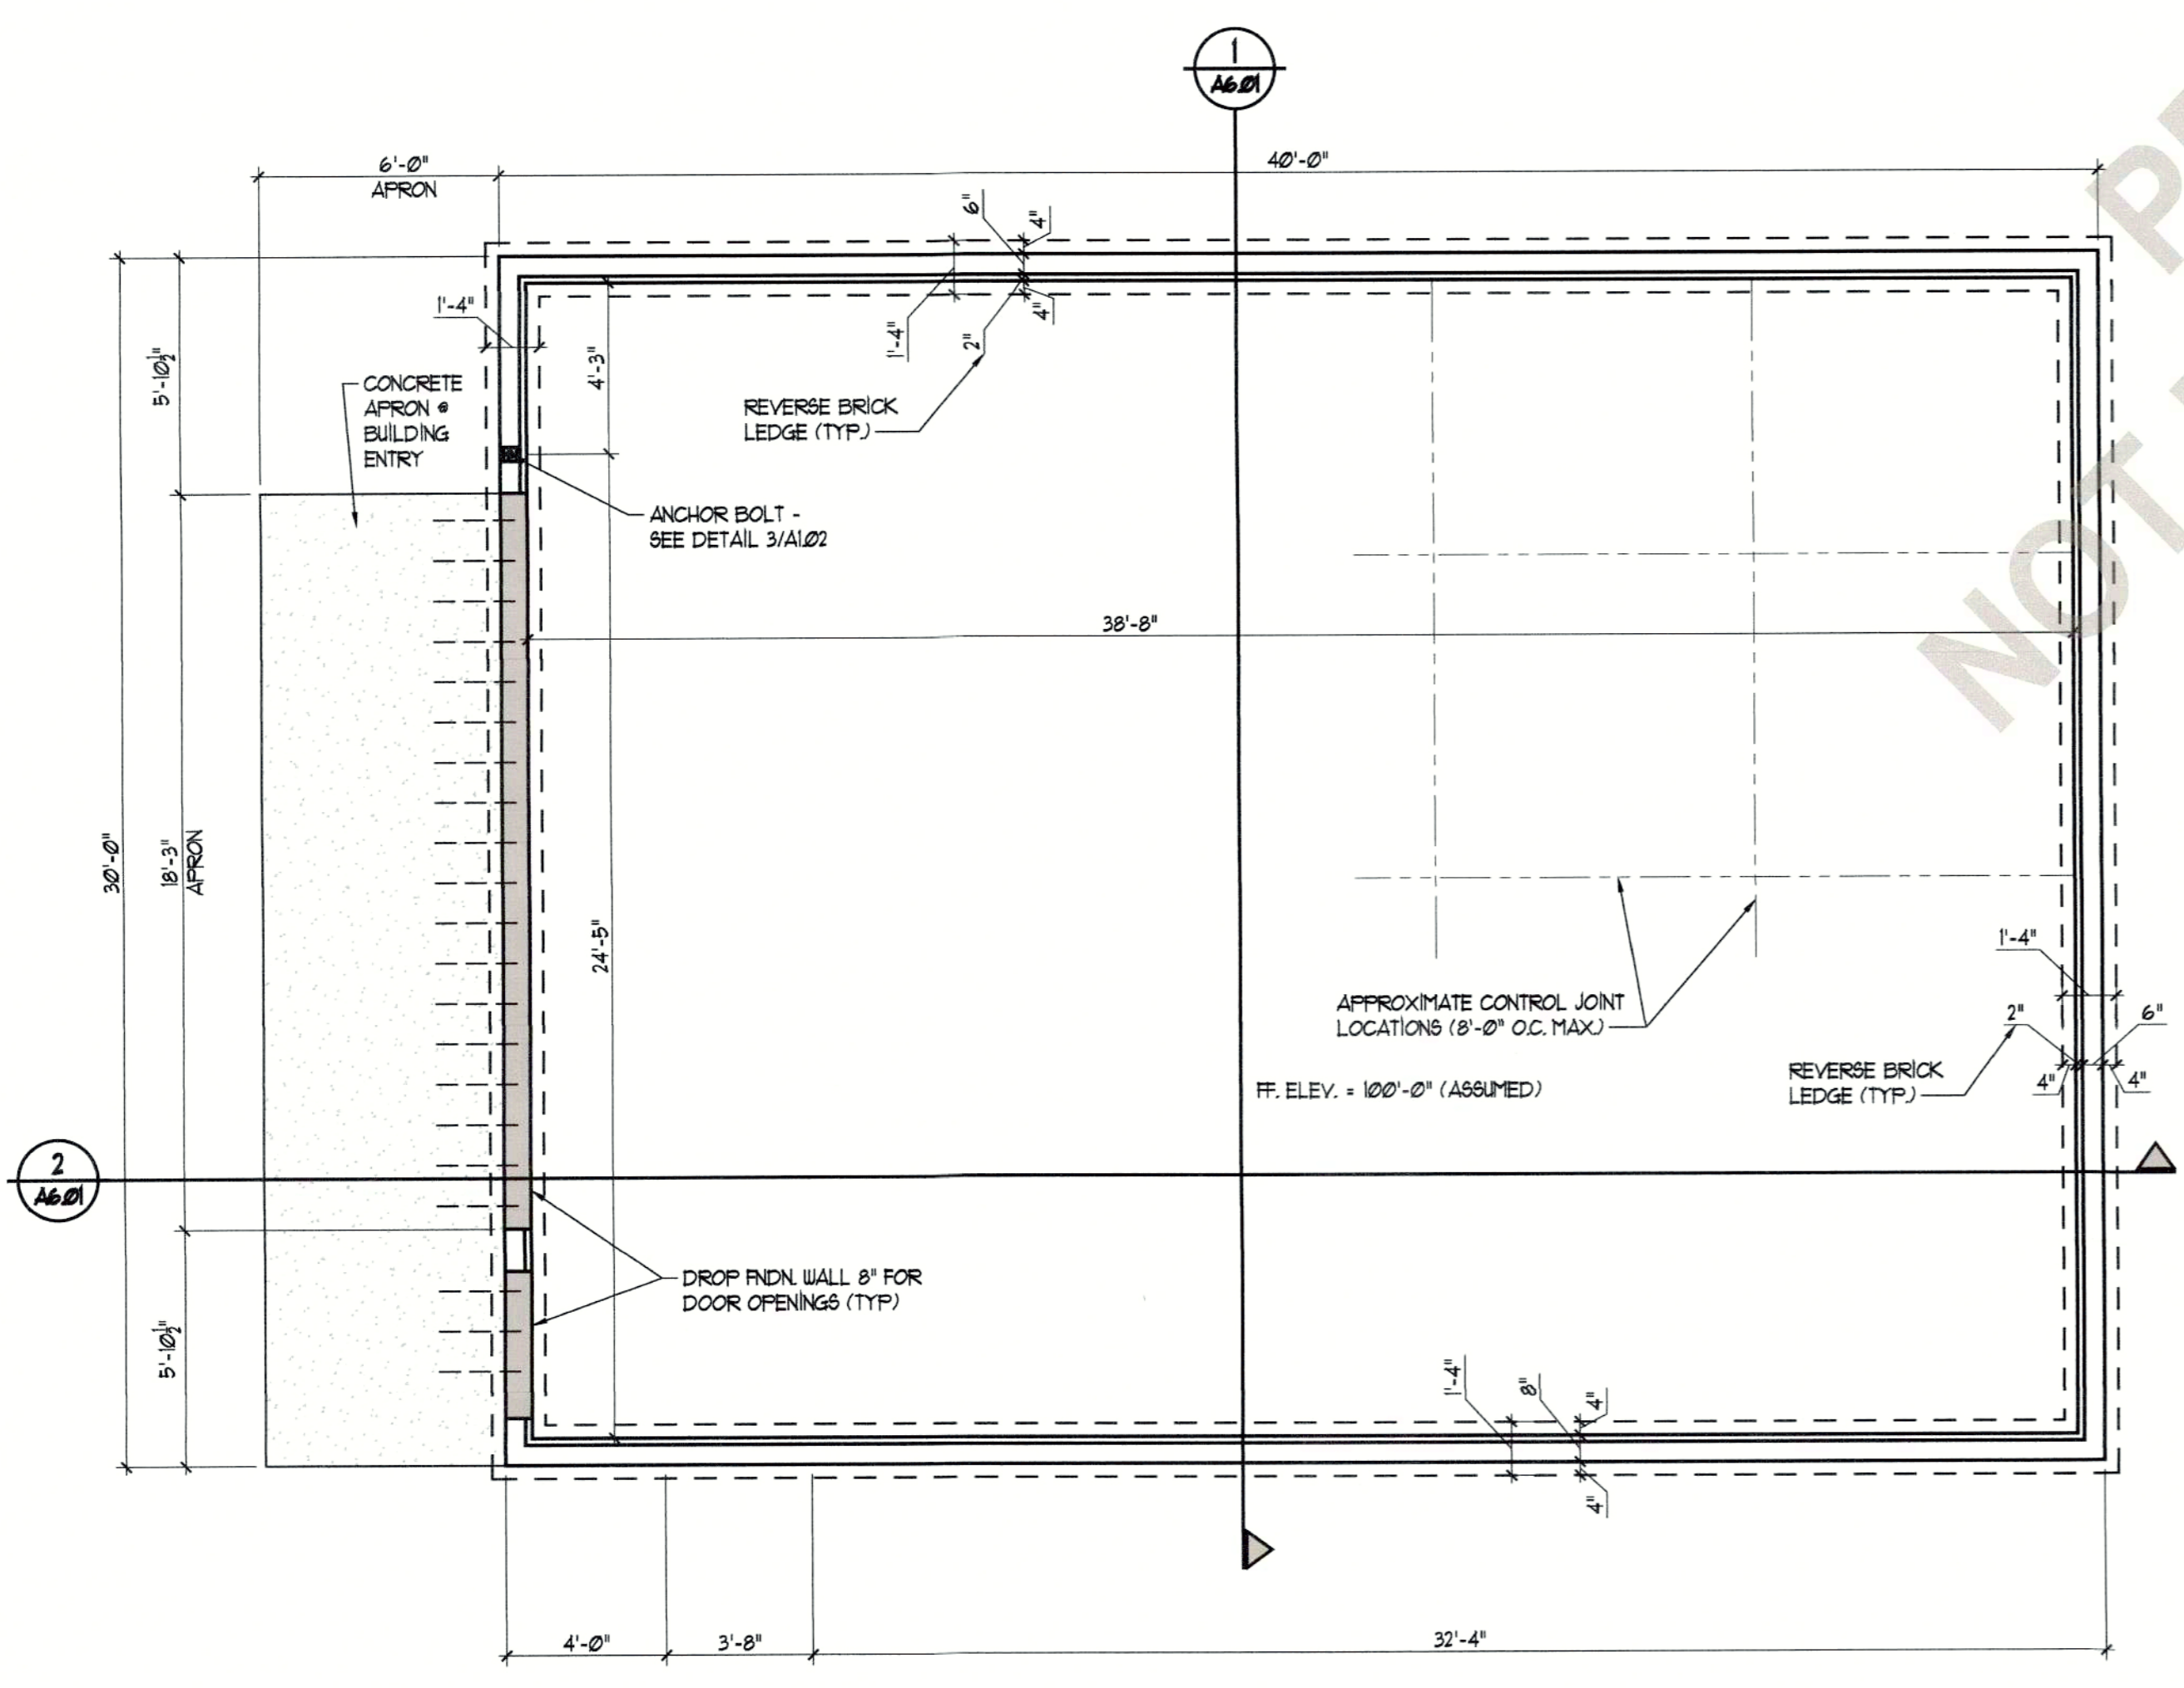 1
A6.01
6'-0"
APRON
40'-0"
6"
4"
1'-4"
1'-4"
2"
4"
4'-3"
5'-10½"
CONCRETE
APRON @
BUILDING
ENTRY
REVERSE BRICK
LEDGE (TYP.)
ANCHOR BOLT -
SEE DETAIL 3/A1.02
NOT
38'-8"
30'-0"
18'-3"
APRON
24'-5"
APPROXIMATE CONTROL JOINT
LOCATIONS (8'-0" O.C. MAX.)
FF. ELEV. = 100'-0" (ASSUMED)
1'-4"
2"
6"
REVERSE BRICK
LEDGE (TYP.)
4"
4"
2
A6.01
DROP FNDN. WALL 8" FOR
DOOR OPENINGS (TYP)
5'-10½"
1'-4"
8"
4"
4"
4'-0"
3'-8"
32'-4"